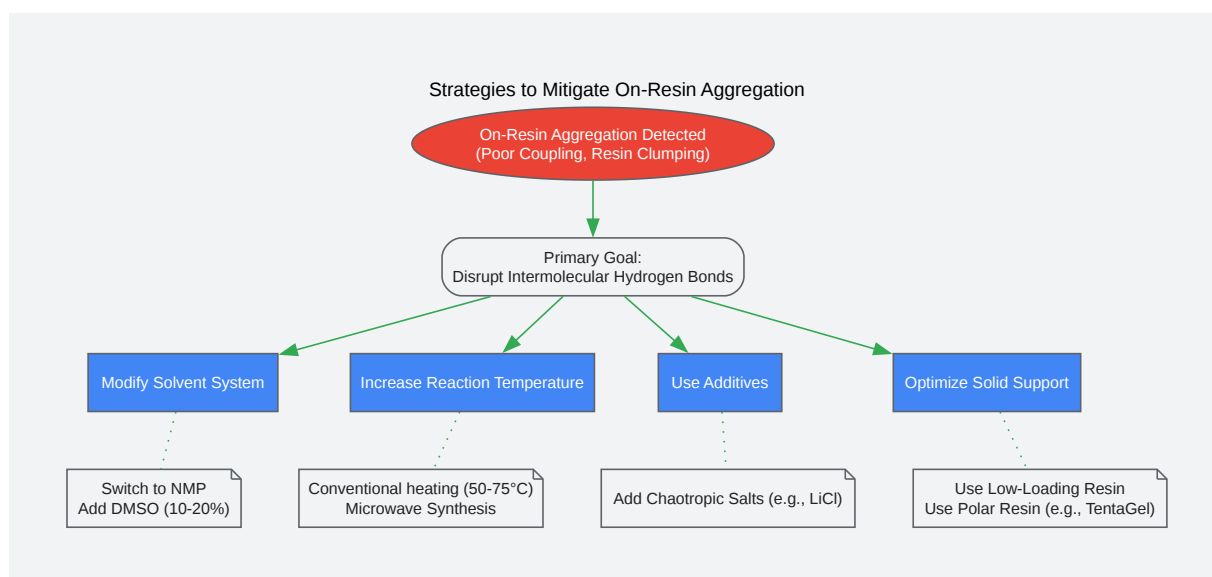 Strategies to Mitigate On-Resin Aggregation
On-Resin Aggregation Detected
(Poor Coupling, Resin Clumping)
Primary Goal:
Disrupt Intermolecular Hydrogen Bonds
Modify Solvent System
Increase Reaction Temperature
Use Additives
Optimize Solid Support
Switch to NMP
Add DMSO (10-20%)
Conventional heating (50-75°C)
Microwave Synthesis
Add Chaotropic Salts (e.g., LiCl)
Use Low-Loading Resin
Use Polar Resin (e.g., TentaGel)